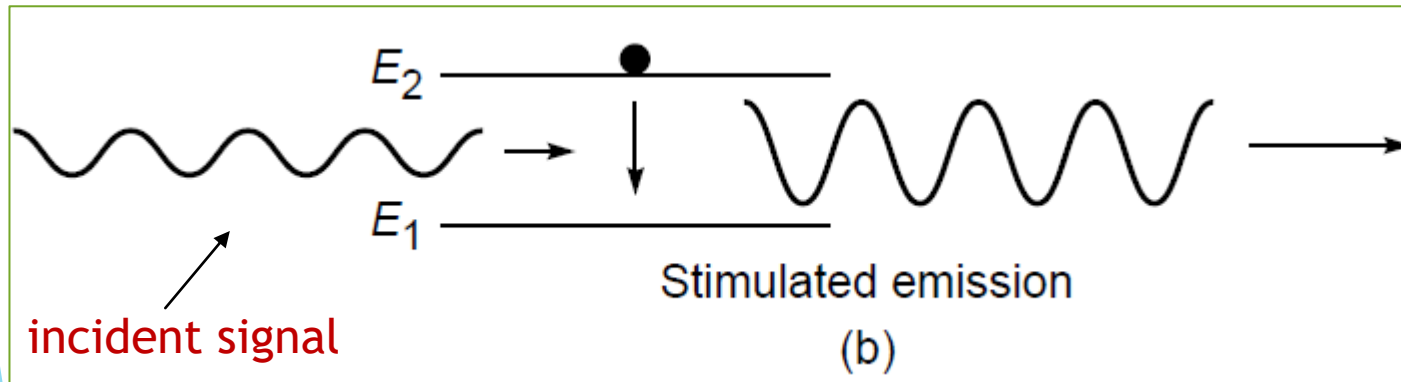 E₂
E₁
Stimulated emission
incident signal
(b)